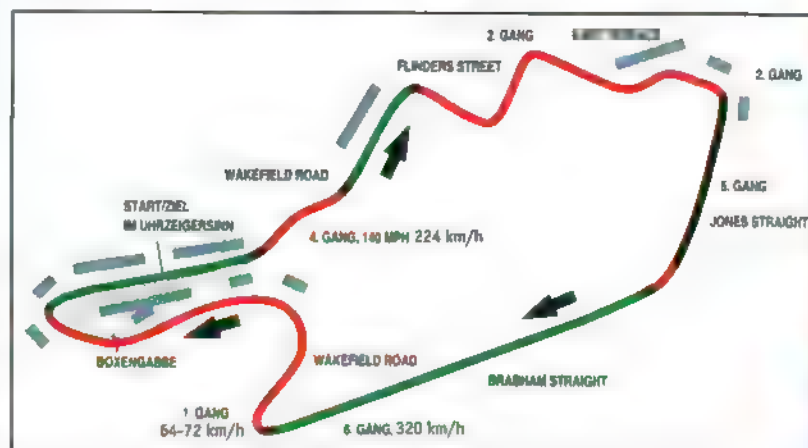 2. GANG
FLINDERS STREET
2. GANG
WAKEFIELD ROAD
5. GANG
JONES STRAIGHT
START/ZIEL
IM UHRZEIGERSINN
4. GANG, 140 MPH 224 km/h
BOXENGASSE
WAKEFIELD ROAD
BRABHAM STRAIGHT
1. GANG
64-72 km/h
6. GANG, 320 km/h